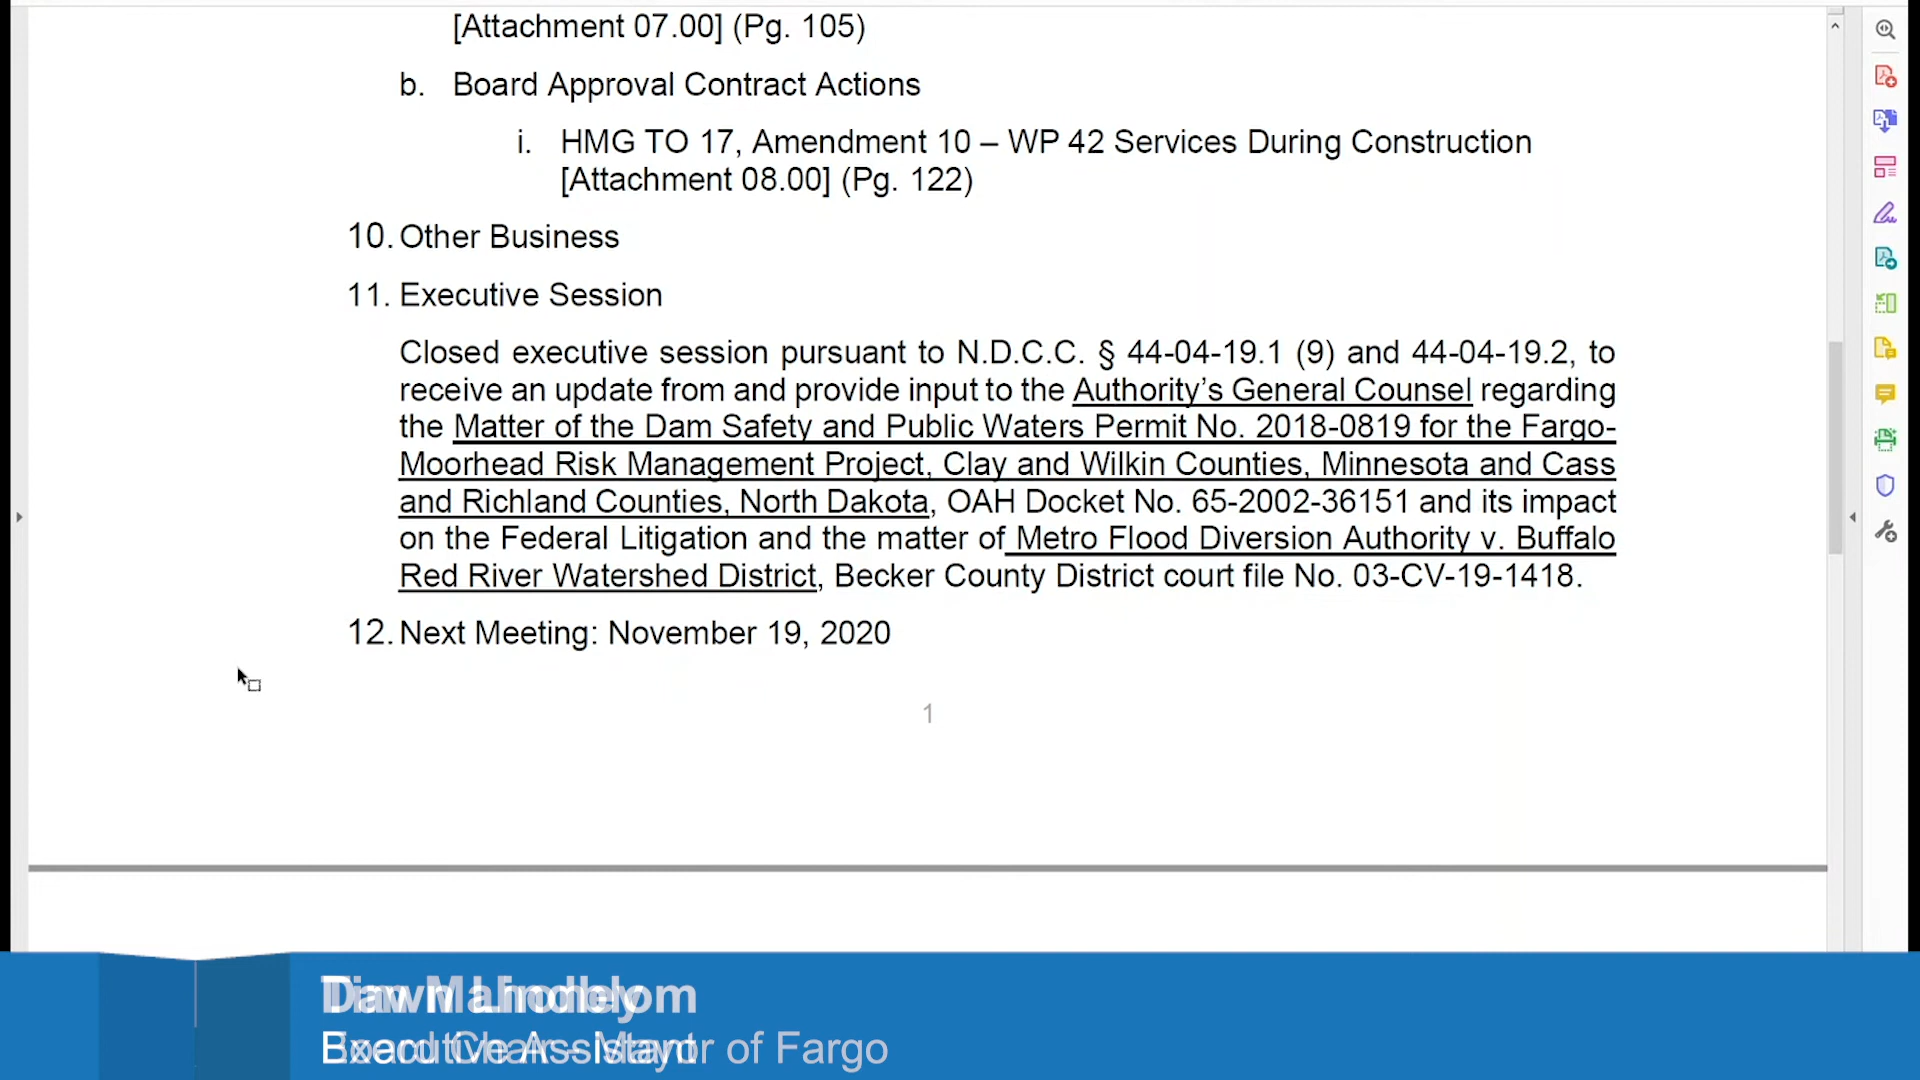 [Attachment 07.00] (Pg. 105)
b. Board Approval Contract Actions
i. HMG TO 17, Amendment 10 – WP 42 Services During Construction
[Attachment 08.00] (Pg. 122)
10. Other Business
11. Executive Session
Closed executive session pursuant to N.D.C.C. § 44-04-19.1 (9) and 44-04-19.2, to
receive an update from and provide input to the Authority's General Counsel regarding
the Matter of the Dam Safety and Public Waters Permit No. 2018-0819 for the Fargo-
Moorhead Risk Management Project, Clay and Wilkin Counties, Minnesota and Cass
and Richland Counties, North Dakota, OAH Docket No. 65-2002-36151 and its impact
on the Federal Litigation and the matter of Metro Flood Diversion Authority v. Buffalo
Red River Watershed District, Becker County District court file No. 03-CV-19-1418.
12. Next Meeting: November 19, 2020
1
Executive Assistant
Board Chair – Mayor of Fargo